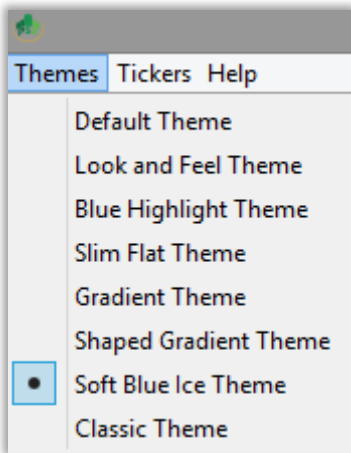 Themes Tickers Help
Default Theme
Look and Feel Theme
Blue Highlight Theme
Slim Flat Theme
Gradient Theme
Shaped Gradient Theme
Soft Blue Ice Theme
Classic Theme